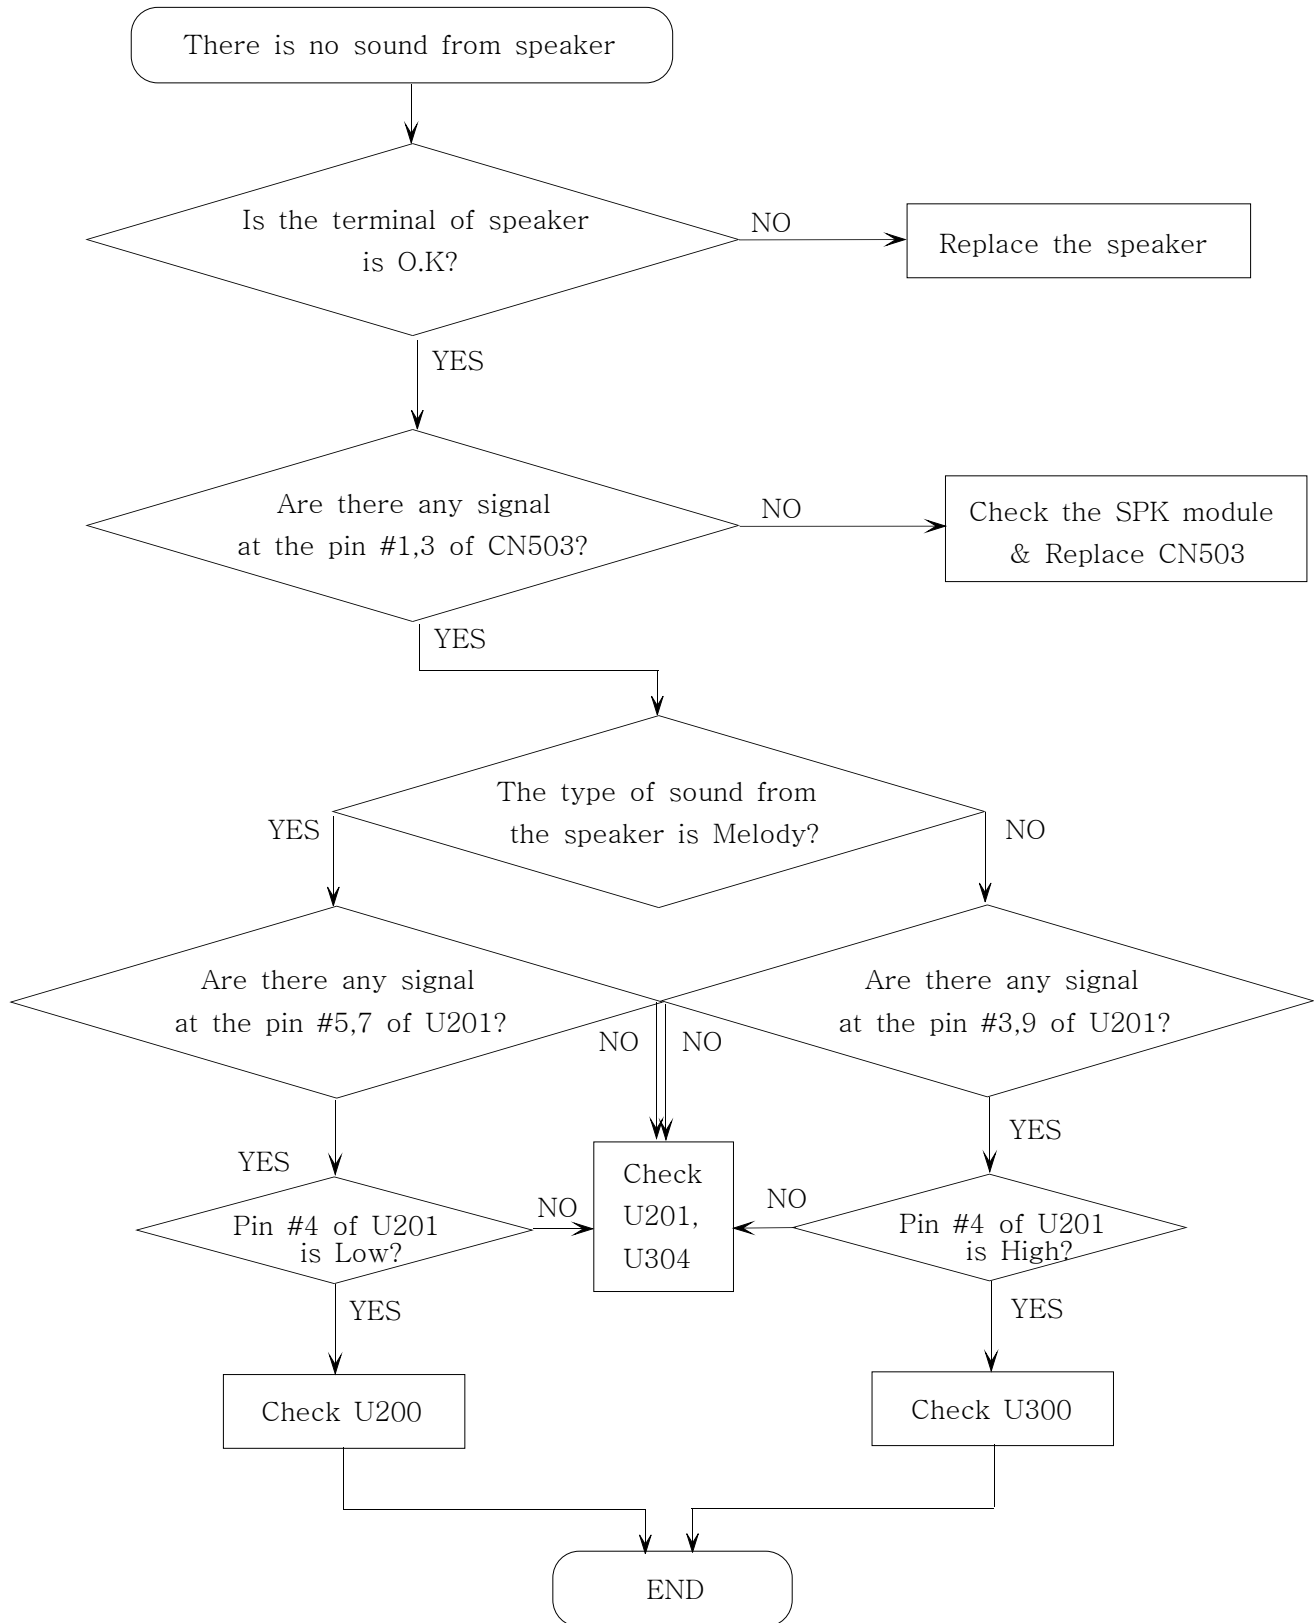 There is no sound from speaker
Is the terminal of speaker
is O.K?
NO
Replace the speaker
YES
Are there any signal
at the pin #1,3 of CN503?
NO
Check the SPK module
& Replace CN503
YES
The type of sound from
the speaker is Melody?
YES
NO
Are there any signal
at the pin #5,7 of U201?
Are there any signal
at the pin #3,9 of U201?
NO
NO
YES
YES
Check
U201,
U304
NO
NO
Pin #4 of U201
is Low?
Pin #4 of U201
is High?
YES
YES
Check U200
Check U300
END